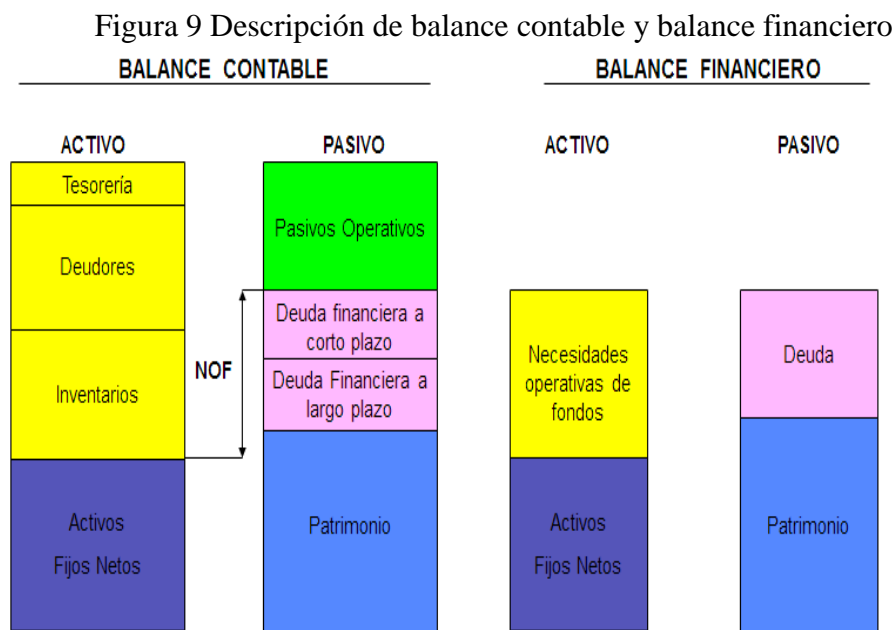 Figura 9 Descripción de balance contable y balance financiero
BALANCE CONTABLE
BALANCE FINANCIERO
ACTIVO
PASIVO
ACTIVO
PASIVO
Tesorería
Deudores
Inventarios
Activos
Fijos Netos
NOF
Pasivos Operativos
Deuda financiera a
corto plazo
Deuda Financiera a
largo plazo
Patrimonio
Necesidades
operativas de
fondos
Activos
Fijos Netos
Deuda
Patrimonio